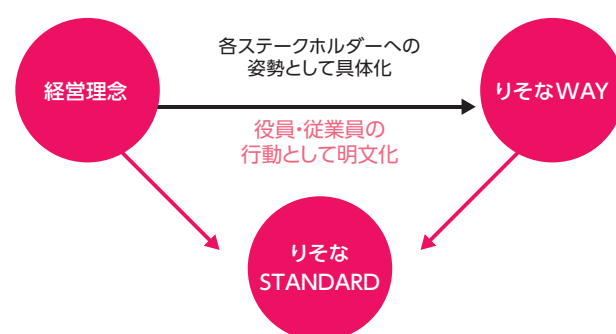 各ステークホルダーへの
姿勢として具体化
経営理念
りそなWAY
役員・従業員の
行動として明文化
りそな
STANDARD